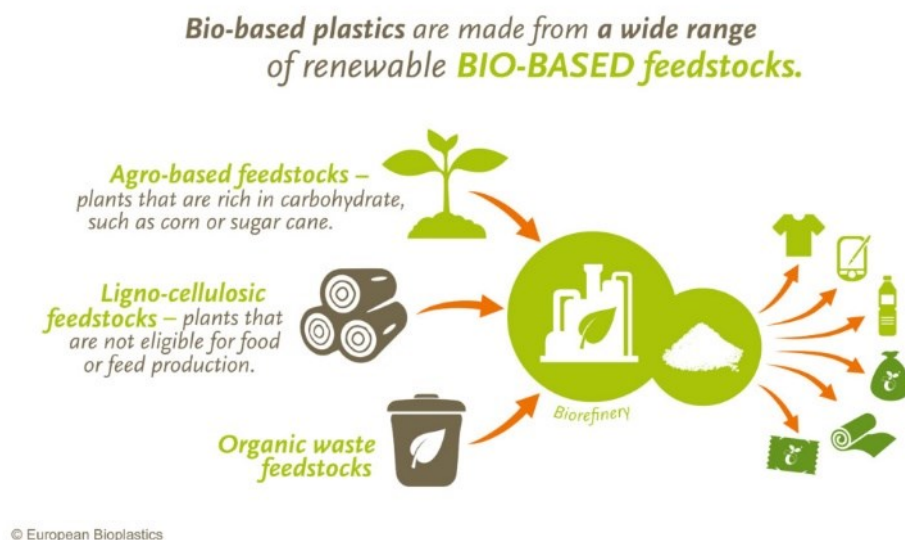 Bio-based plastics are made from a wide range
of renewable BIO-BASED feedstocks.
Agro-based feedstocks –
plants that are rich in carbohydrate,
such as corn or sugar cane.
Ligno-cellulosic
feedstocks – plants that
are not eligible for food
or feed production.
Biorefinery
Organic waste
feedstocks
© European Bioplastics